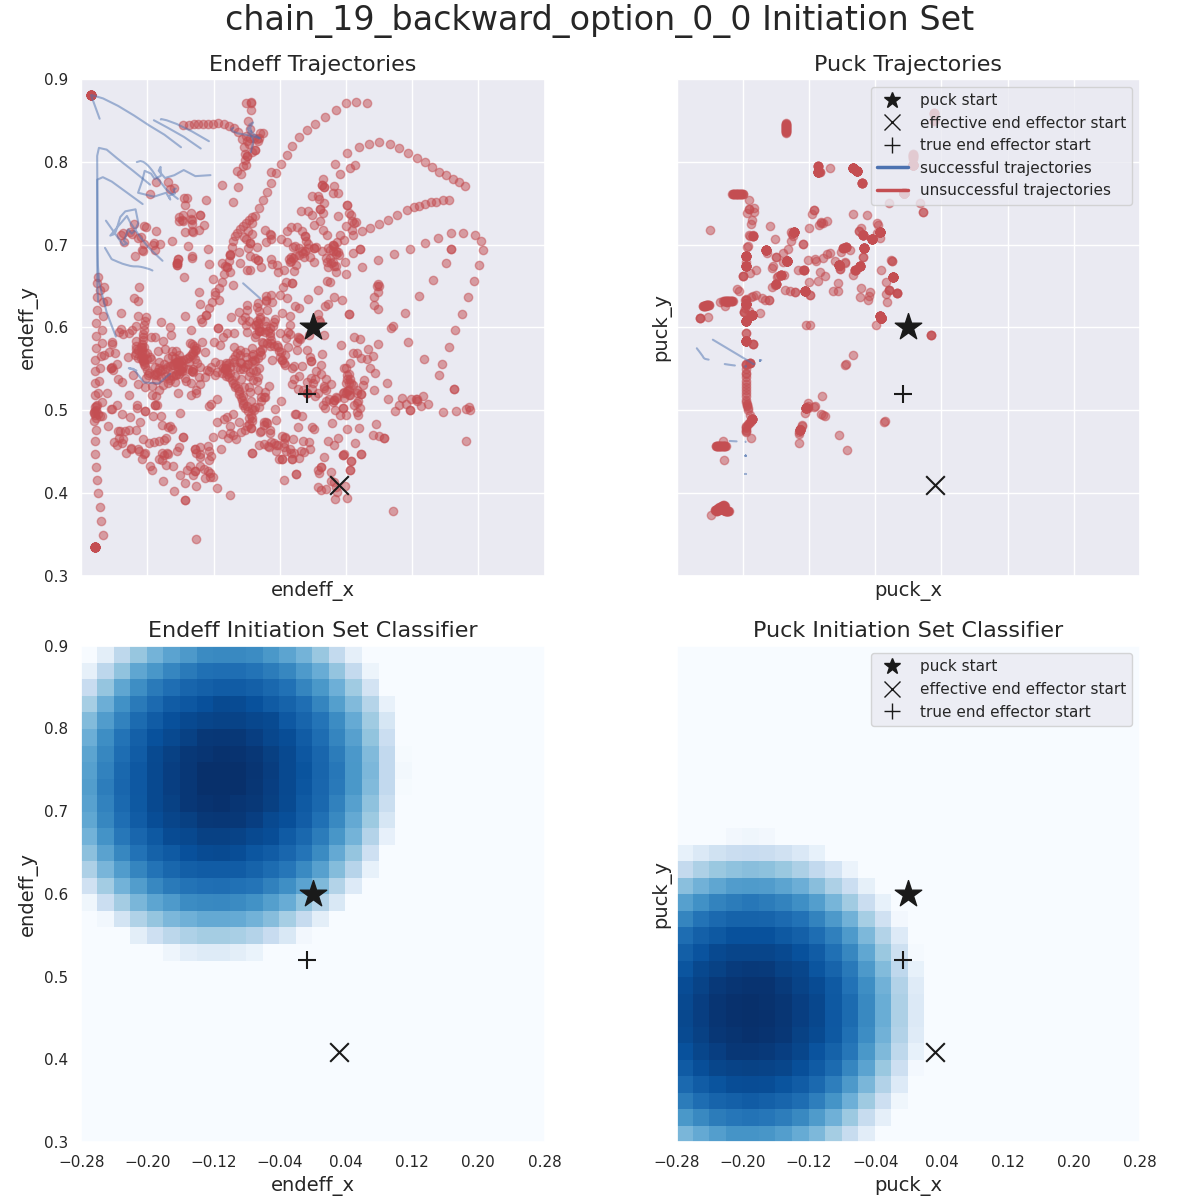 chain_19_backward_option_0_0 Initiation Set
Endeff Trajectories
0.9
0.8
0.7
0.6
0.5
0.4
0.3
endeff_y
endeff_x
Puck Trajectories
puck start
effective end effector start
true end effector start
successful trajectories
unsuccessful trajectories
puck_y
puck_x
Endeff Initiation Set Classifier
0.9
0.8
0.7
0.6
0.5
0.4
0.3
endeff_y
−0.28 −0.20 −0.12 −0.04 0.04 0.12 0.20 0.28
endeff_x
Puck Initiation Set Classifier
puck start
effective end effector start
true end effector start
puck_y
−0.28 −0.20 −0.12 −0.04 0.04 0.12 0.20 0.28
puck_x